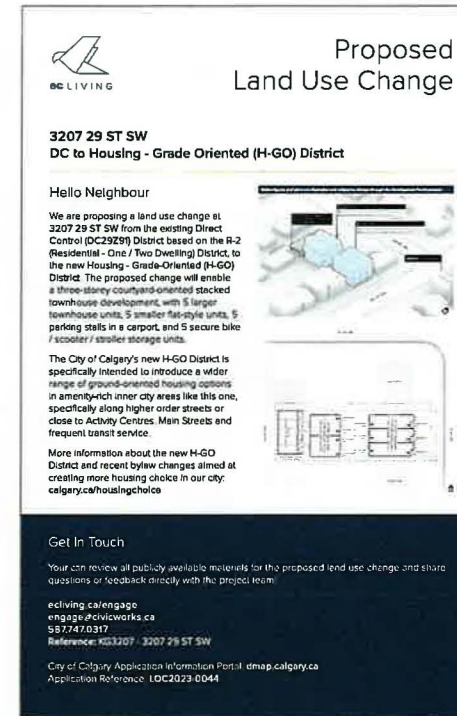 EC LIVING
Proposed
Land Use Change
3207 29 ST SW
DC to Housing - Grade Oriented (H-GO) District
Hello Neighbour
We are proposing a land use change at
3207 29 ST SW from the existing Direct
Control (DC29Z91) District based on the R-2
(Residential - One / Two Dwelling) District, to
the new Housing - Grade-Oriented (H-GO)
District. The proposed change will enable
a three-storey courtyard-oriented stacked
townhouse development, with 5 larger
townhouse units, 5 smaller flat-style units, 5
parking stalls in a carport, and 5 secure bike
/ scooter / stroller storage units.
The City of Calgary's new H-GO District is
specifically intended to introduce a wider
range of ground-oriented housing options
in amenity-rich inner city areas like this one,
specifically along higher order streets or
close to Activity Centres, Main Streets and
frequent transit service.
More information about the new H-GO
District and recent bylaw changes aimed at
creating more housing choice in our city:
calgary.ca/housingchoice
Get In Touch
Your can review all publicly available materials for the proposed land use change and share
questions or feedback directly with the project team!
ecliving.ca/engage
engage@civicworks.ca
587.747.0317
Reference: KG3207 - 3207 29 ST SW
City of Calgary Application Information Portal: dmap.calgary.ca
Application Reference: LOC2023-0044